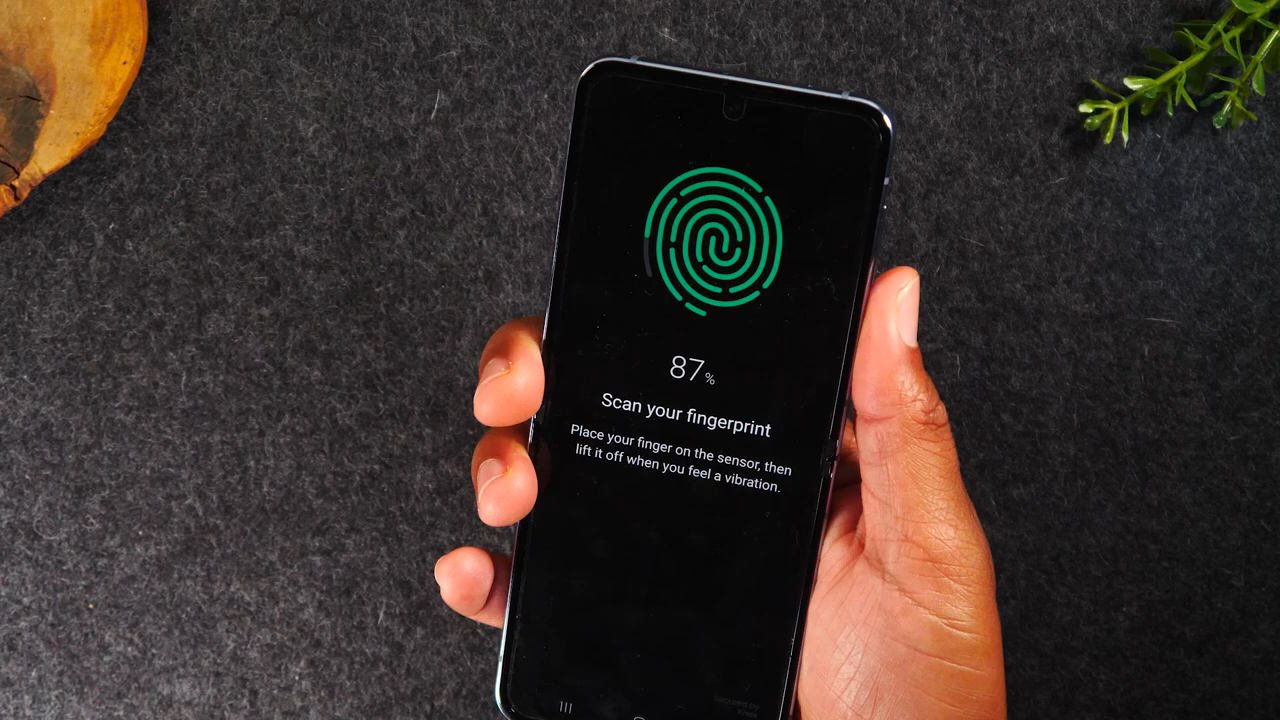 87%
Scan your fingerprint
Place your finger on the sensor, then
lift it off when you feel a vibration.